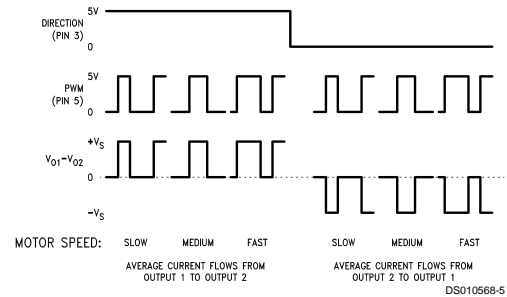 DIRECTION
(PIN 3)
5V
0
PWM
(PIN 5)
5V
0
VO1–VO2
+VS
0
–VS
MOTOR SPEED: SLOW MEDIUM FAST SLOW MEDIUM FAST
AVERAGE CURRENT FLOWS FROM
OUTPUT 1 TO OUTPUT 2
AVERAGE CURRENT FLOWS FROM
OUTPUT 2 TO OUTPUT 1
DS010568-5